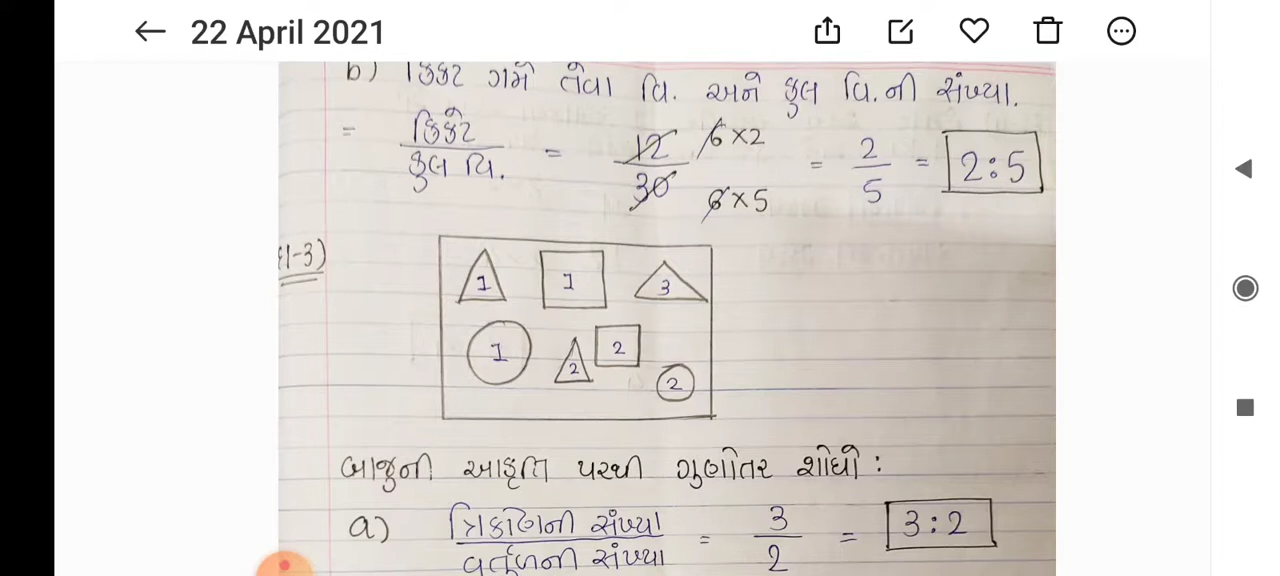 22 April 2021
b) ક્રિકેટ ગમે તેવા વિ. અને કુલ વિ.ની સંખ્યા.
= ક્રિકેટ / કુલ વિ. = 12 / 30 6×2 / 6×5 = 2 / 5 = 2:5
1-3)
1 1 3
1 2 2 2
બાજુની આકૃતિ પરથી ગુણોતર શોધો :
a) ત્રિકોણની સંખ્યા / વર્તુળની સંખ્યા = 3 / 2 = 3:2